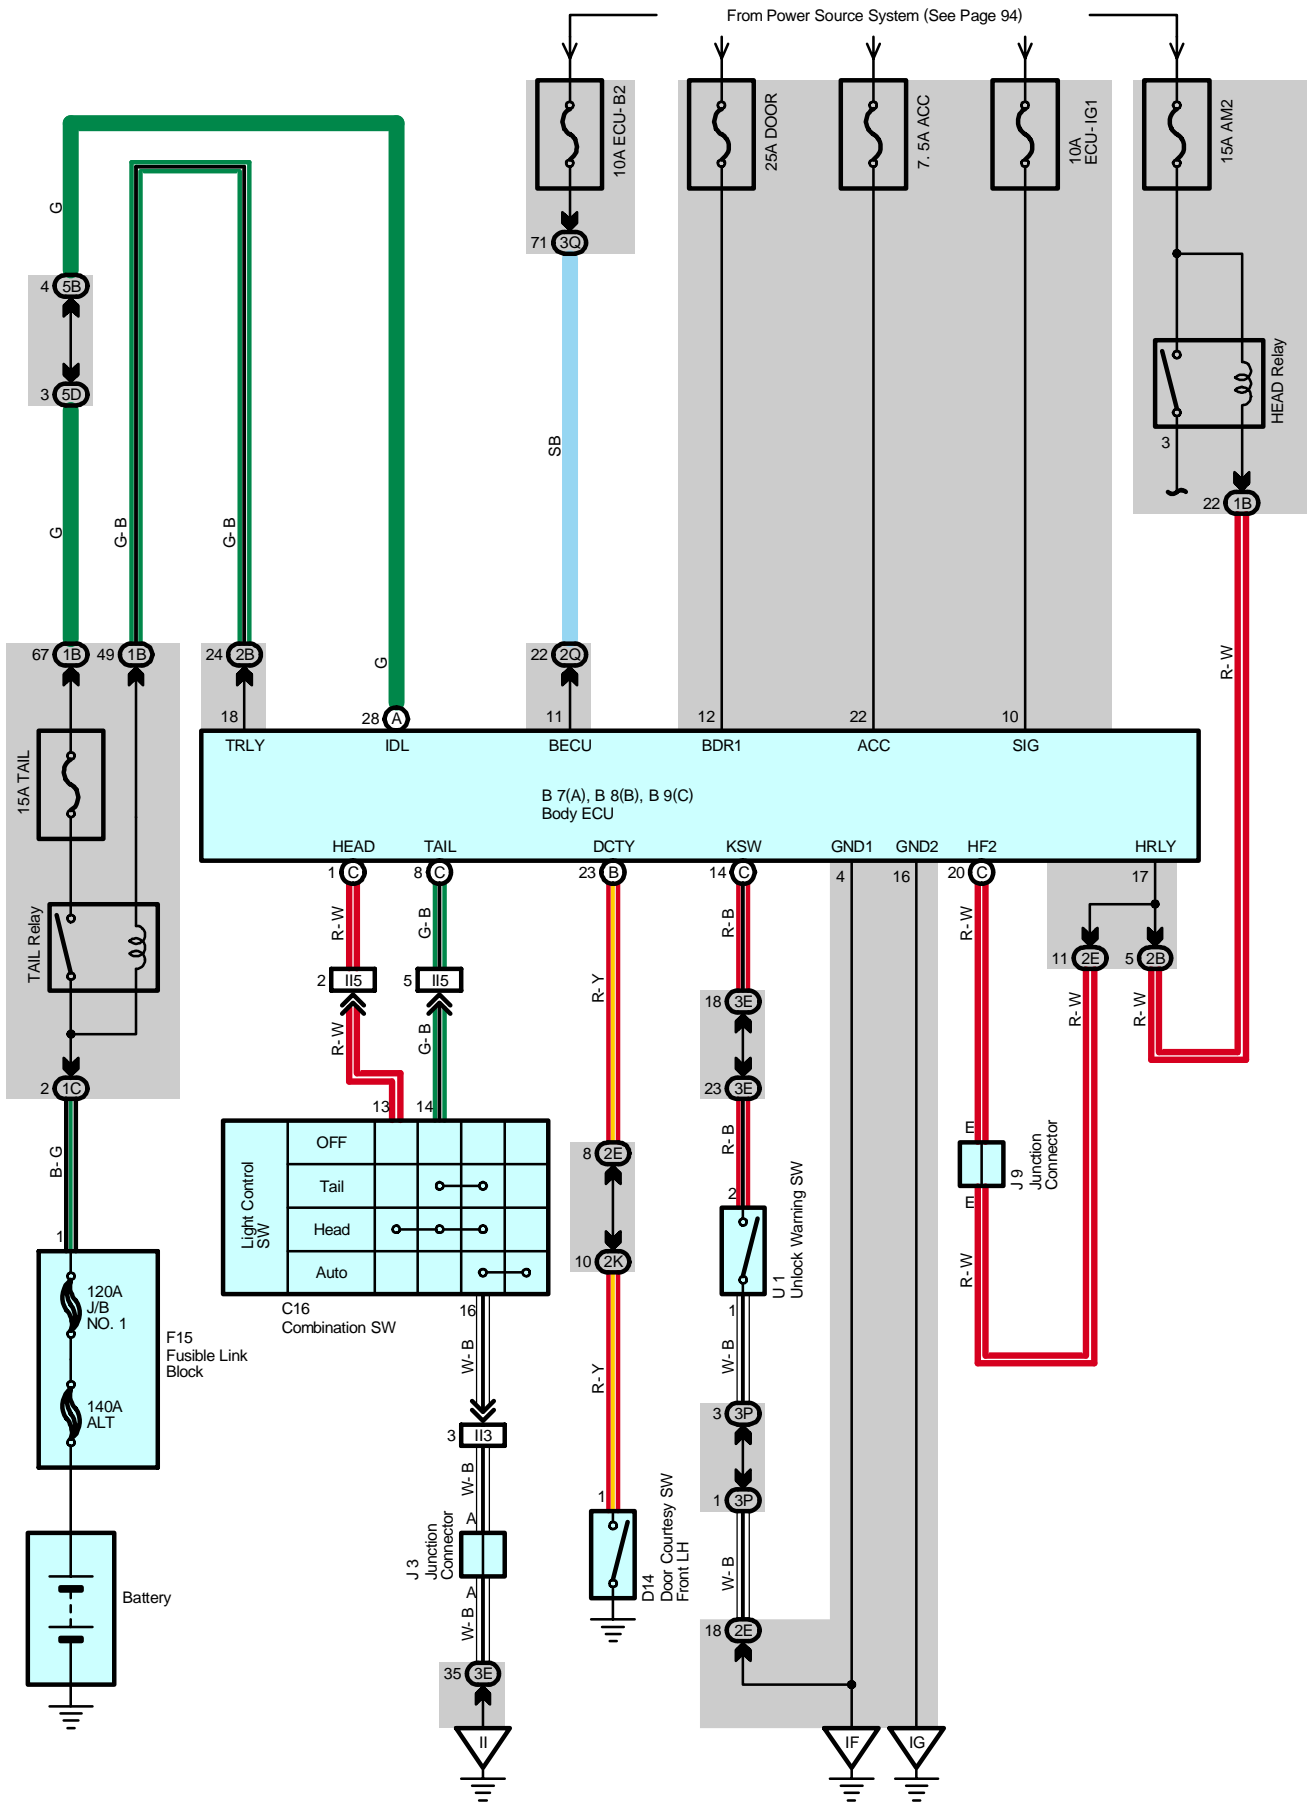 From Power Source System (See Page 94)
10A ECU-B2
25A DOOR
7. 5A ACC
10A
ECU-IG1
15A AM2
G
71 3Q
4 5B
3 5D
HEAD Relay
3
SB
G
G-B
G-B
22 1B
67 1B
49 1B
24 2B
G
22 2Q
R-W
18
28 A
11
12
22
10
TRLY
IDL
BECU
BDR1
ACC
SIG
15A TAIL
B 7(A), B 8(B), B 9(C)
Body ECU
HEAD
TAIL
DCTY
KSW
GND1
GND2
HF2
HRLY
1 C
8 C
23 B
14 C
4
16
20 C
17
TAIL Relay
R-W
G-B
R-Y
R-B
R-W
11 2E
5 2B
2 II5
5 II5
18 3E
R-W
G-B
R-W
R-W
2 1C
23 3E
13
14
B-G
Light Control
SW
OFF
Tail
Head
Auto
R-B
8 2E
10 2K
E
J 9
Junction
Connector
E
2
U 1
Unlock Warning SW
1
1
120A
J/B
NO. 1
140A
ALT
F15
Fusible Link
Block
C16
Combination SW
16
W-B
R-Y
W-B
R-W
3 II3
3 3P
W-B
A
J 3
Junction
Connector
A
W-B
1
D14
Door Courtesy SW
Front LH
1 3P
W-B
Battery
18 2E
35 3E
II
IF
IG